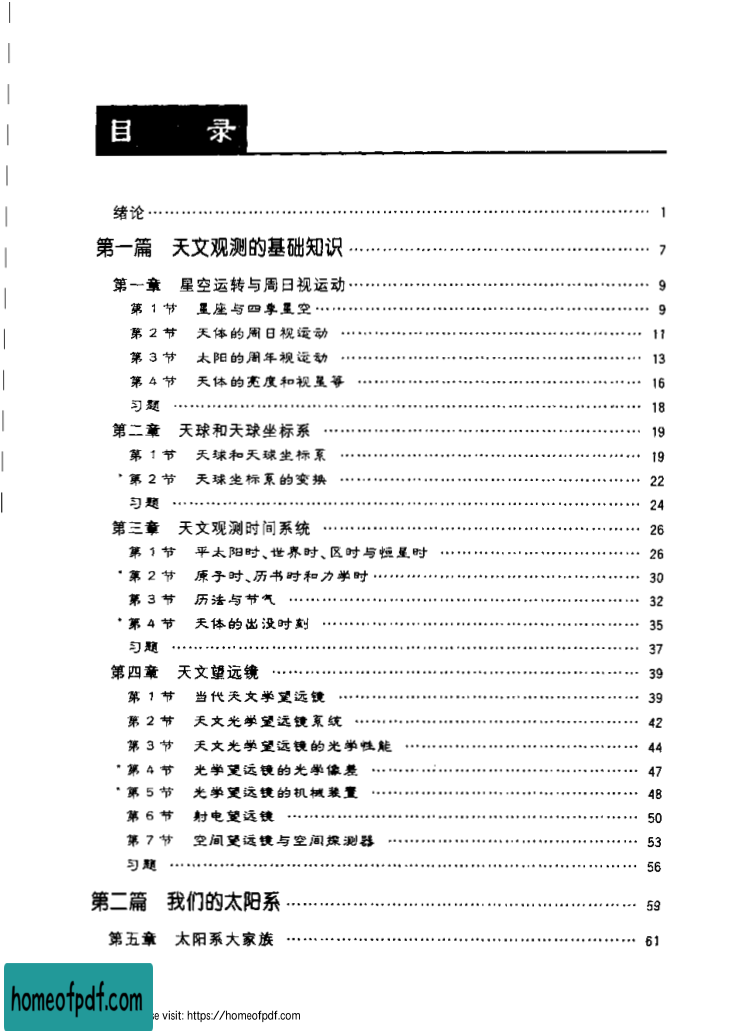 目 录
绪论 …… 1
第一篇 天文观测的基础知识 …… 7
第一章 星空运转与周日视运动 …… 9
第1节 星座与四季星空 …… 9
第2节 天体的周日视运动 …… 11
第3节 太阳的周年视运动 …… 13
第4节 天体的亮度和视星等 …… 16
习题 …… 18
第二章 天球和天球坐标系 …… 19
第1节 天球和天球坐标系 …… 19
*第2节 天球坐标系的变换 …… 22
习题 …… 24
第三章 天文观测时间系统 …… 26
第1节 平太阳时、世界时、区时与恒星时 …… 26
*第2节 原子时、历书时和力学时 …… 30
第3节 历法与节气 …… 32
*第4节 天体的出没时刻 …… 35
习题 …… 37
第四章 天文望远镜 …… 39
第1节 当代天文学望远镜 …… 39
第2节 天文光学望远镜系统 …… 42
第3节 天文光学望远镜的光学性能 …… 44
*第4节 光学望远镜的光学像差 …… 47
*第5节 光学望远镜的机械装置 …… 48
第6节 射电望远镜 …… 50
第7节 空间望远镜与空间探测器 …… 53
习题 …… 56
第二篇 我们的太阳系 …… 59
第五章 太阳系大家族 …… 61
homeofpdf.com
se visit: https://homeofpdf.com